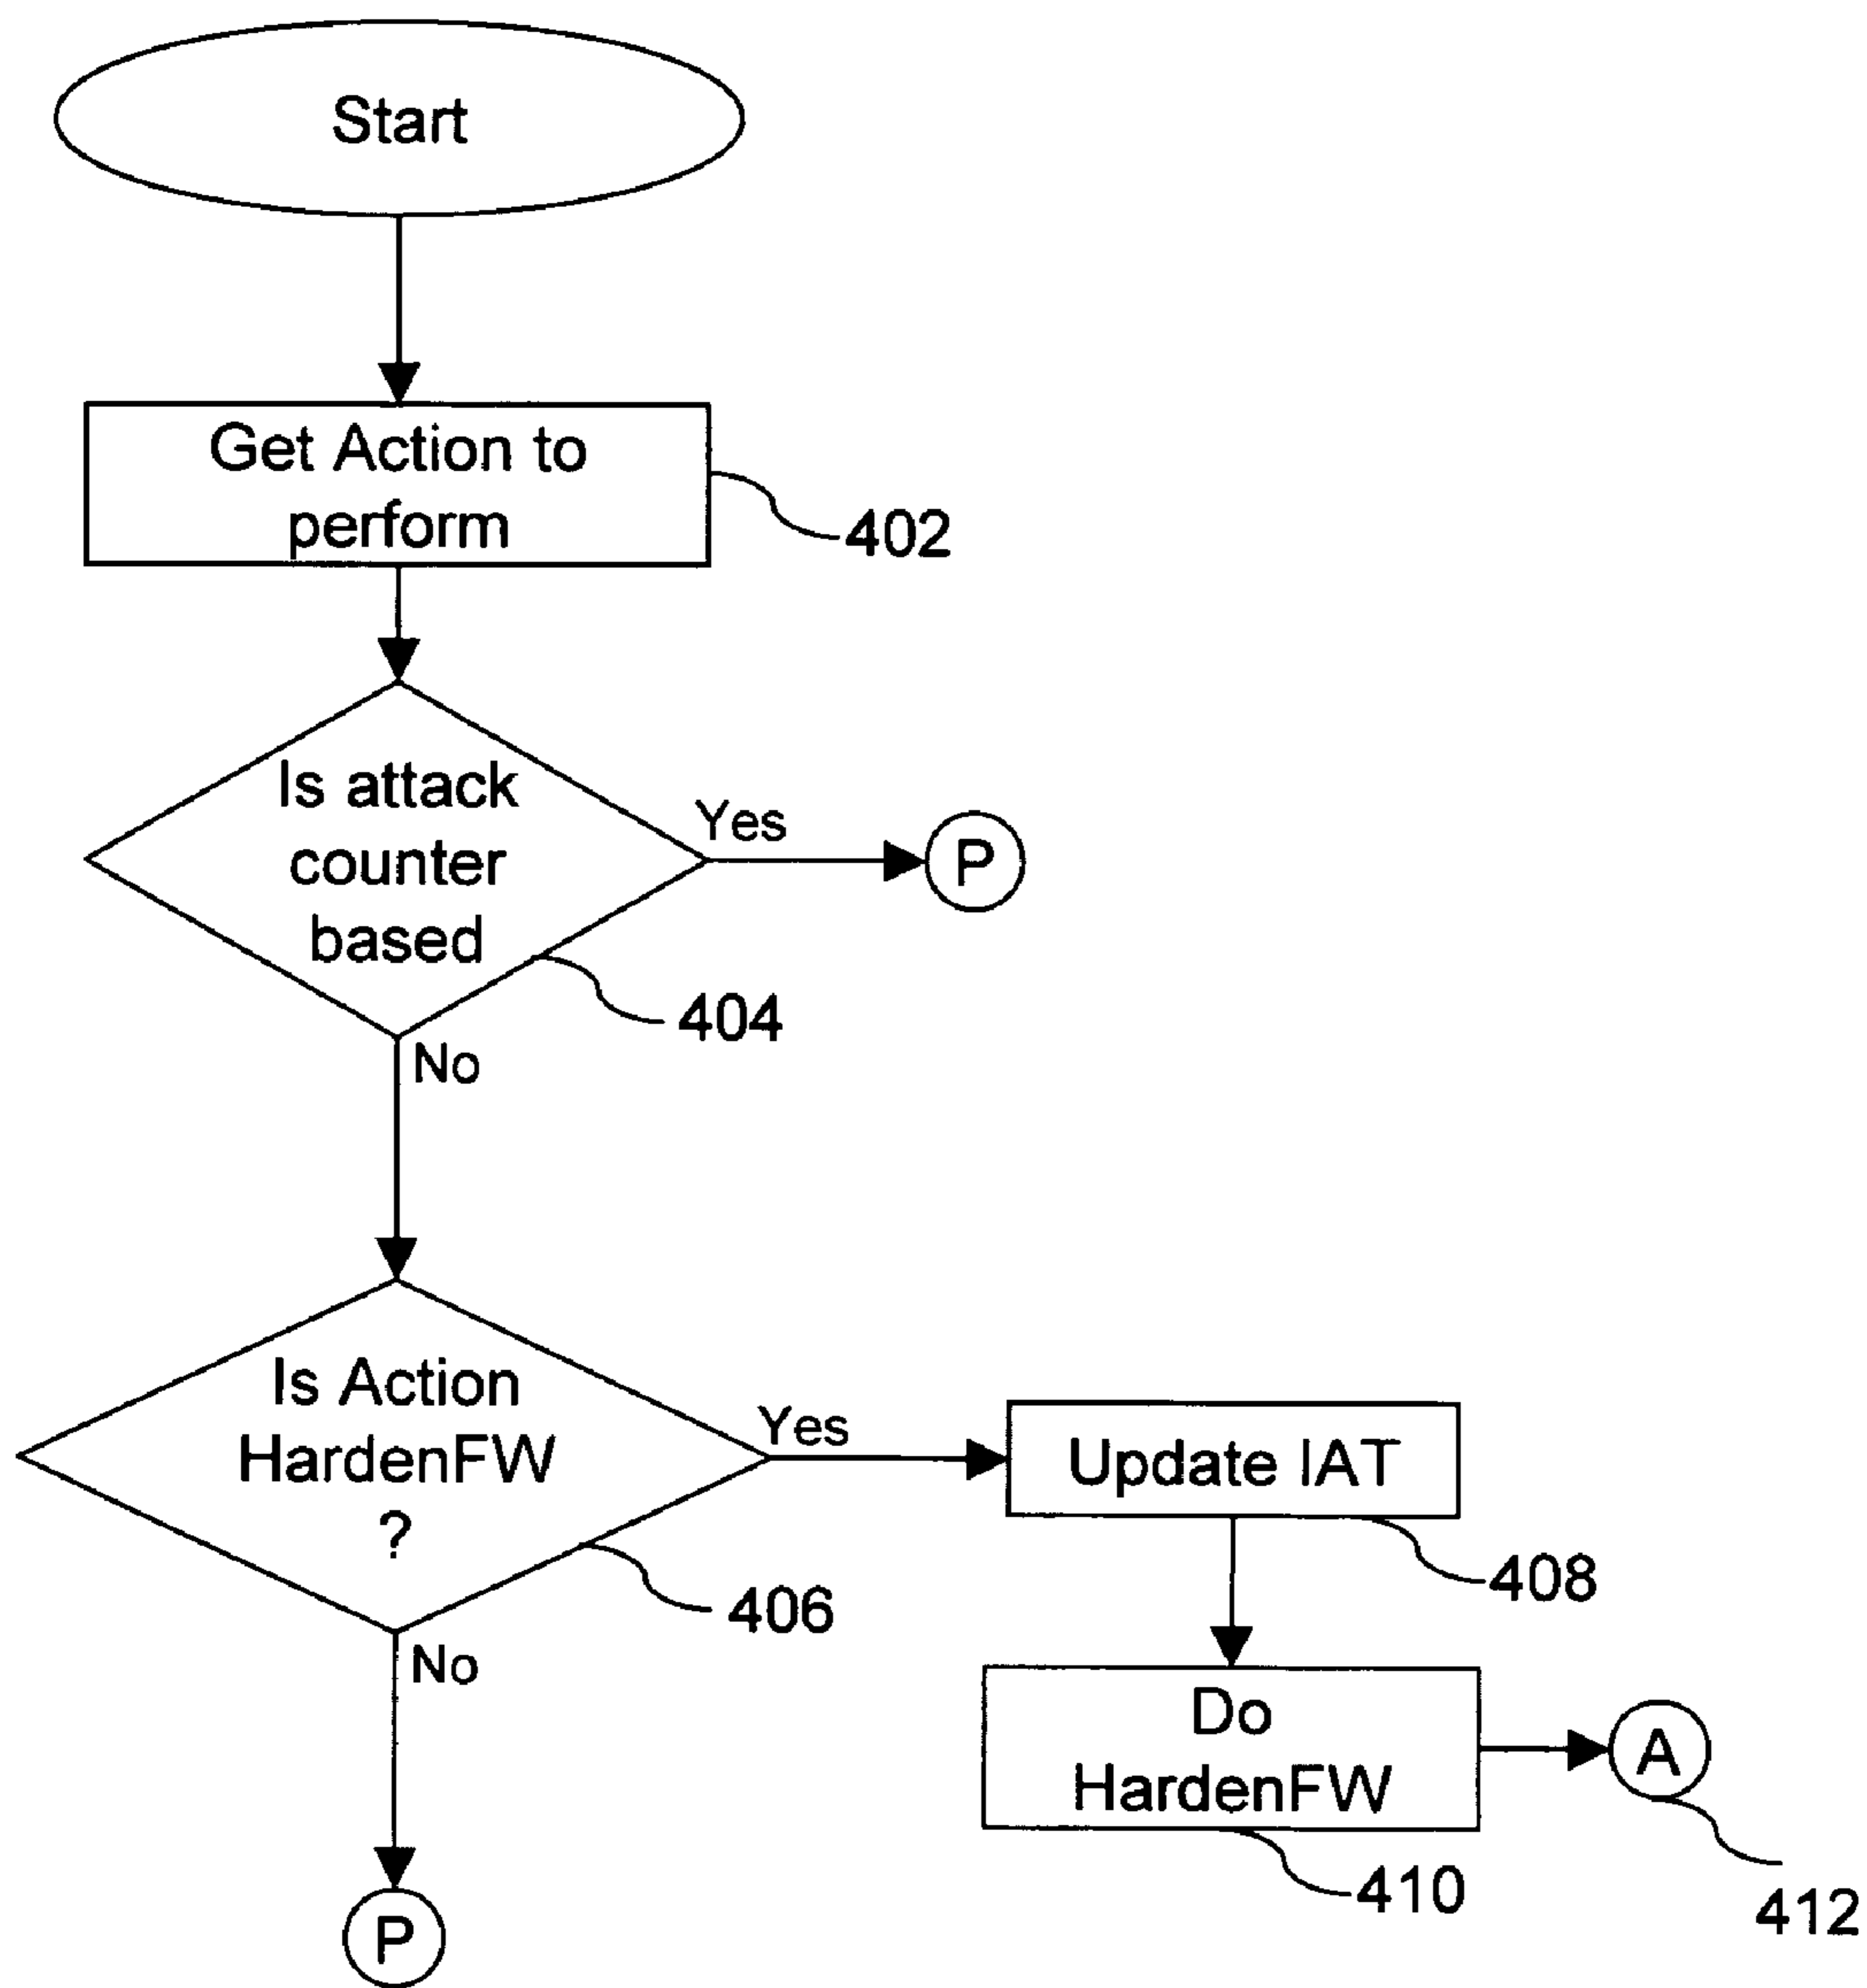 Start
Get Action to
perform
402
Is attack
counter
based
Yes
P
404
No
Is Action
HardenFW
?
Yes
Update IAT
408
406
No
Do
HardenFW
A
410
412
P